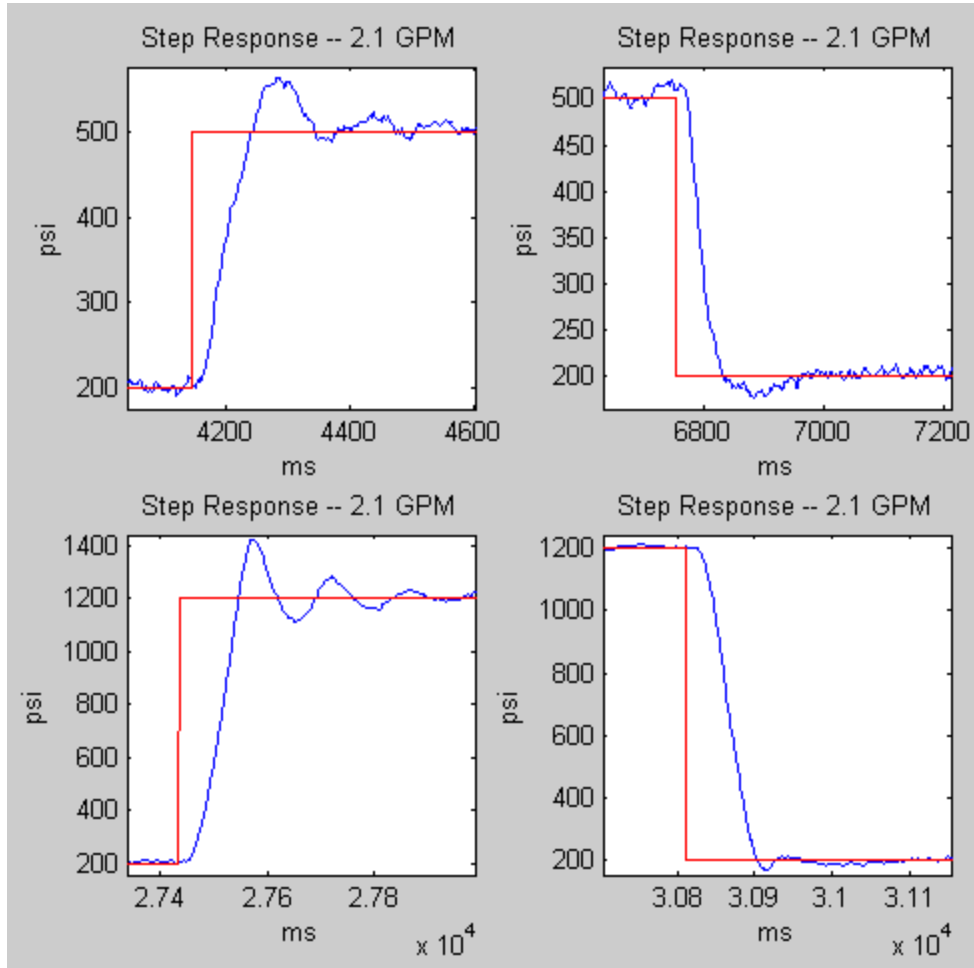 Step Response -- 2.1 GPM
500
400
300
200
psi
4200
4400
4600
ms
Step Response -- 2.1 GPM
500
450
400
350
300
250
200
psi
6800
7000
7200
ms
Step Response -- 2.1 GPM
1400
1200
1000
800
600
400
200
psi
2.74
2.76
2.78
ms
x 10^4
Step Response -- 2.1 GPM
1200
1000
800
600
400
200
psi
3.08
3.09
3.1
3.11
ms
x 10^4